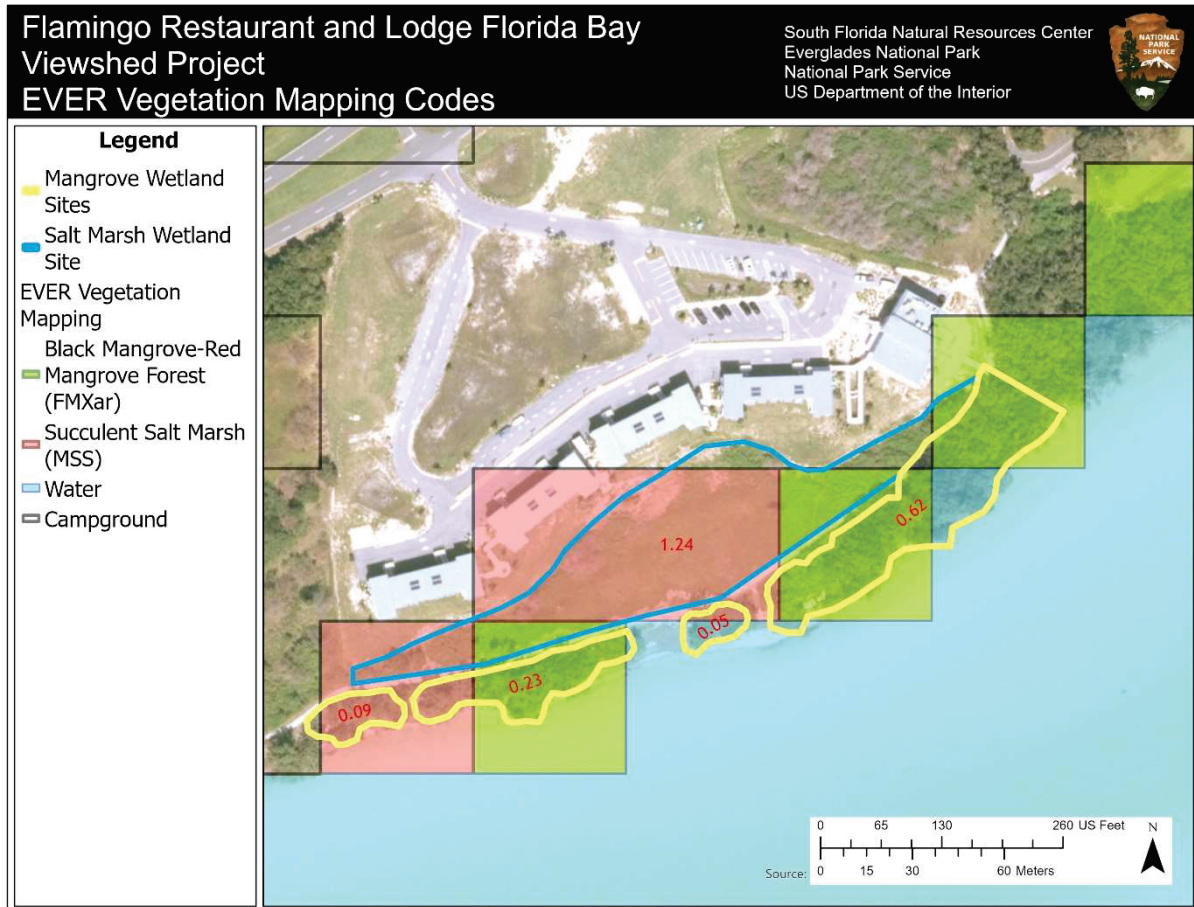 Flamingo Restaurant and Lodge Florida Bay
Viewshed Project
EVER Vegetation Mapping Codes
South Florida Natural Resources Center
Everglades National Park
National Park Service
US Department of the Interior
NATIONAL
PARK
SERVICE
Legend
Mangrove Wetland
Sites
Salt Marsh Wetland
Site
EVER Vegetation
Mapping
Black Mangrove-Red
Mangrove Forest
(FMXar)
Succulent Salt Marsh
(MSS)
Water
Campground
0.62
1.24
0.05
0.23
0.09
0 65 130 260 US Feet
N
Source: 0 15 30 60 Meters